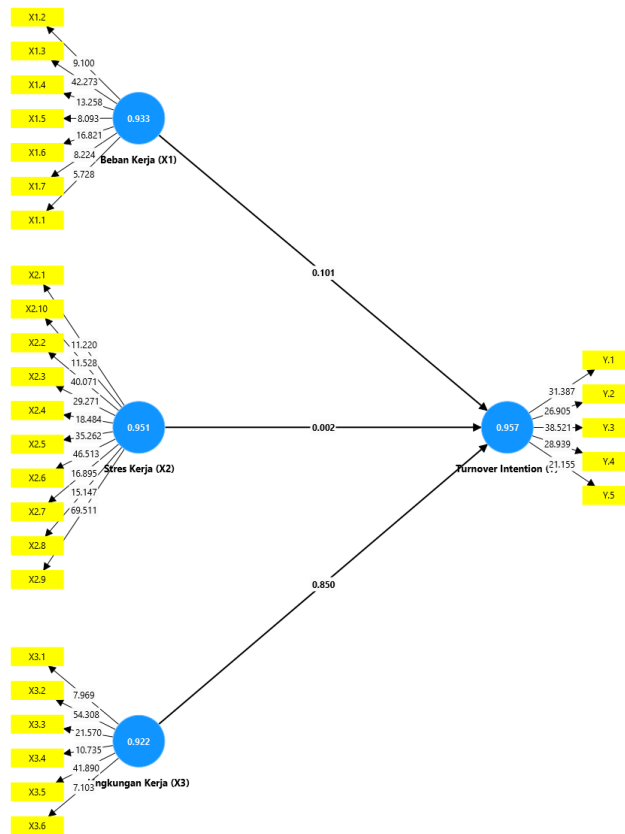 X1.2
X1.3
X1.4
X1.5
X1.6
X1.7
X1.1
9.100
42.273
13.258
8.093
16.821
8.224
5.728
0.933
Beban Kerja (X1)
0.101
X2.1
X2.10
X2.2
X2.3
X2.4
X2.5
X2.6
X2.7
X2.8
X2.9
11.220
11.528
40.071
29.271
18.484
35.262
46.513
16.895
15.147
69.511
0.951
Stres Kerja (X2)
0.002
0.957
Turnover Intention (
31.387
26.905
38.521
28.939
21.155
Y.1
Y.2
Y.3
Y.4
Y.5
0.850
X3.1
X3.2
X3.3
X3.4
X3.5
X3.6
7.969
54.308
21.570
10.735
41.890
7.103
0.922
ngkungan Kerja (X3)